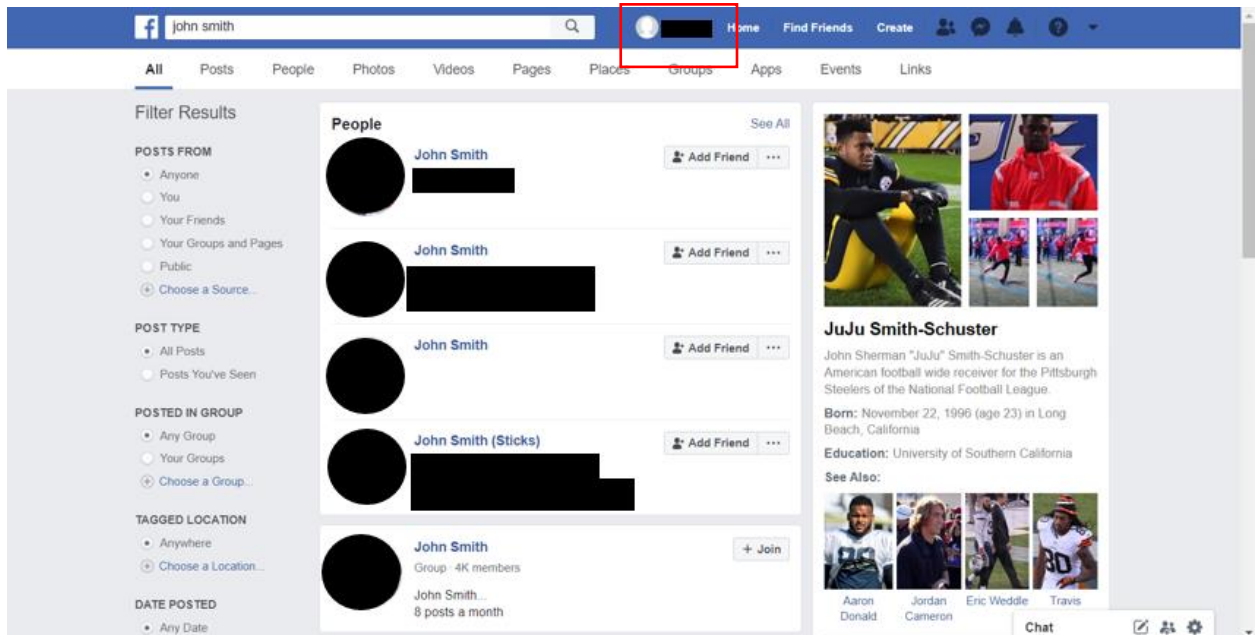 f
john smith
Home Find Friends Create
All Posts People Photos Videos Pages Places Groups Apps Events Links
Filter Results
POSTS FROM
Anyone
You
Your Friends
Your Groups and Pages
Public
Choose a Source...
POST TYPE
All Posts
Posts You've Seen
POSTED IN GROUP
Any Group
Your Groups
Choose a Group...
TAGGED LOCATION
Anywhere
Choose a Location...
DATE POSTED
Any Date
People See All
John Smith Add Friend ...
John Smith Add Friend ...
John Smith Add Friend ...
John Smith (Sticks) Add Friend ...
John Smith + Join
Group · 4K members
John Smith...
8 posts a month
JuJu Smith-Schuster
John Sherman "JuJu" Smith-Schuster is an
American football wide receiver for the Pittsburgh
Steelers of the National Football League.
Born: November 22, 1996 (age 23) in Long
Beach, California
Education: University of Southern California
See Also:
Aaron
Donald
Jordan
Cameron
Eric Weddle
Travis
Chat